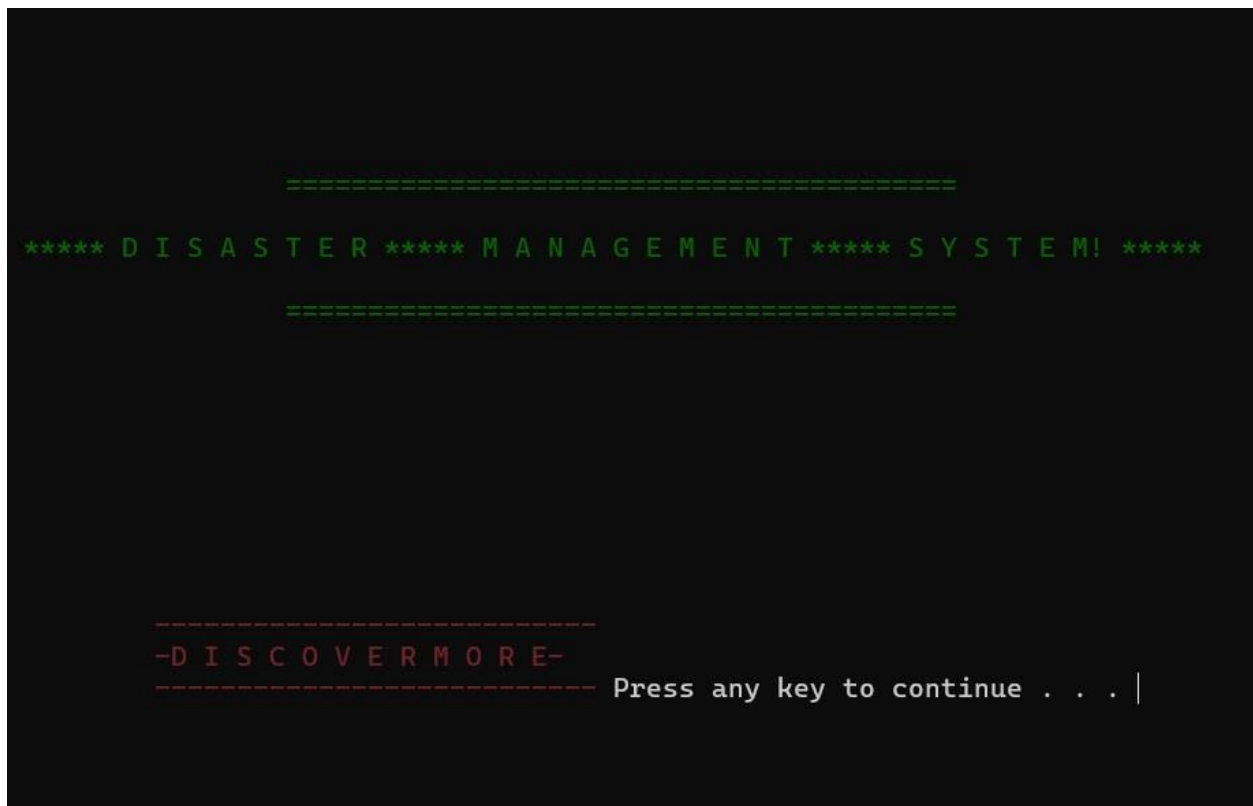 =========================================
***** D I S A S T E R ***** M A N A G E M E N T ***** S Y S T E M! *****
=========================================
---------------------------
-D I S C O V E R M O R E-
--------------------------- Press any key to continue . . .